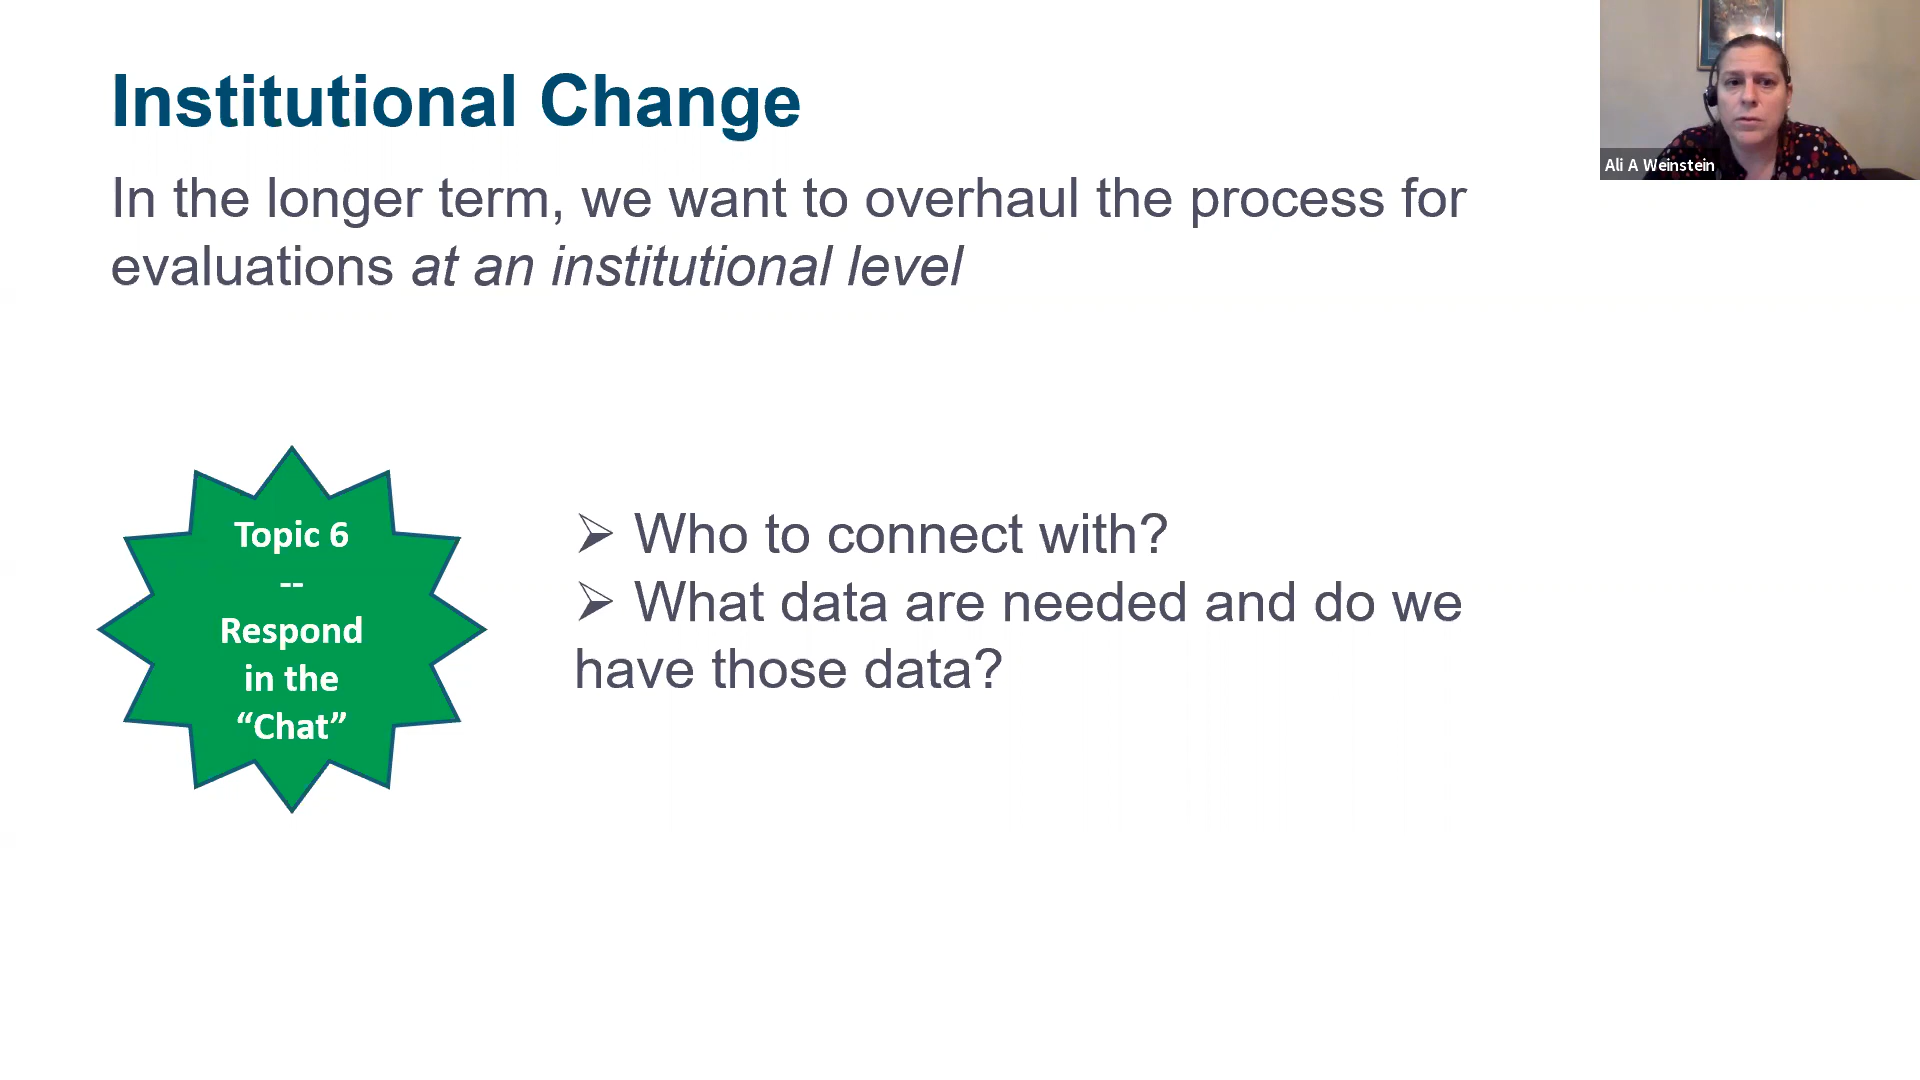 Institutional Change
In the longer term, we want to overhaul the process for
evaluations at an institutional level
Ali A Weinstein
Topic 6
--
Respond
in the
“Chat”
➢ Who to connect with?
➢ What data are needed and do we
have those data?